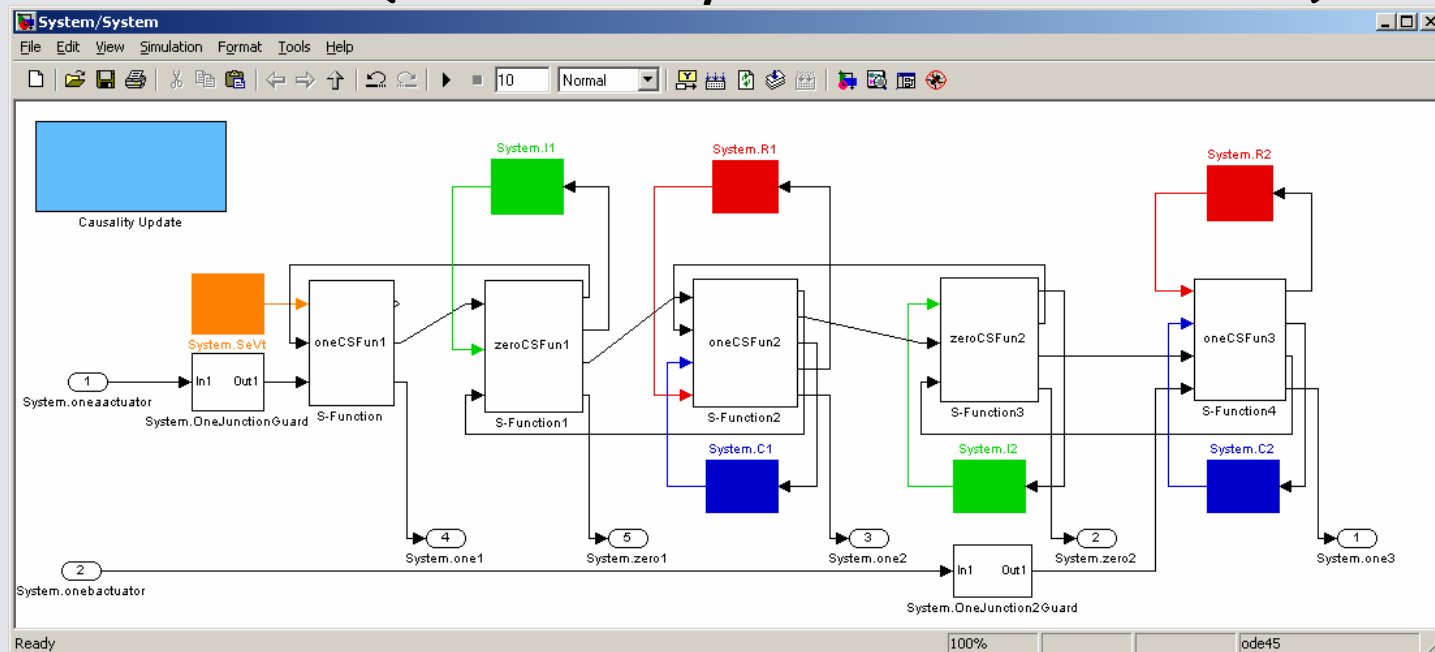 System/System
File Edit View Simulation Format Tools Help
10 Normal
System.I1
System.R1
System.R2
Causality Update
System.SeVt
oneCSFun1
zeroCSFun1
oneCSFun2
zeroCSFun2
oneCSFun3
1
In1 Out1
System.oneaactuator
System.OneJunctionGuard
S-Function
S-Function1
S-Function2
S-Function3
S-Function4
System.C1
System.I2
System.C2
4
5
3
2
1
System.one1
System.zero1
System.one2
System.zero2
System.one3
2
In1 Out1
System.onebactuator
System.OneJunction2Guard
Ready 100% ode45